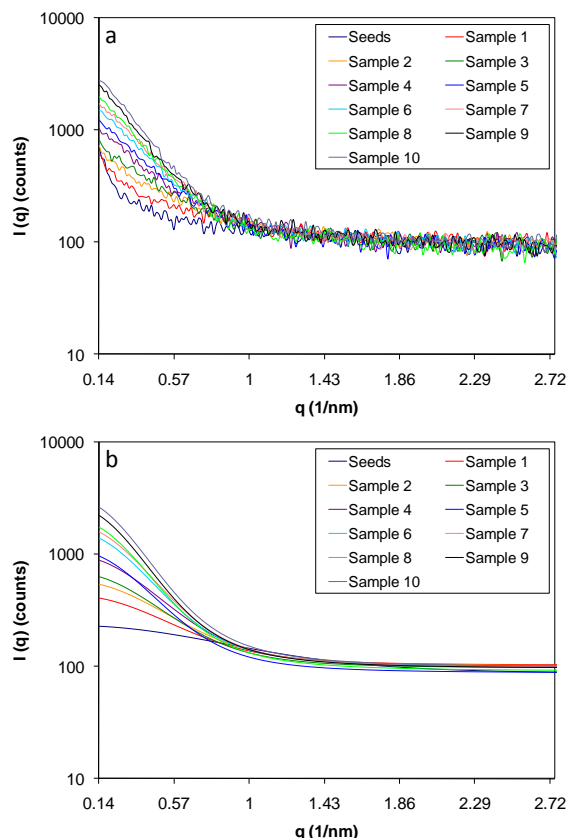 a
10000
1000
100
10
I (q) (counts)
Seeds Sample 1
Sample 2 Sample 3
Sample 4 Sample 5
Sample 6 Sample 7
Sample 8 Sample 9
Sample 10
0.14 0.57 1 1.43 1.86 2.29 2.72
q (1/nm)
b
10000
1000
100
10
I (q) (counts)
Seeds Sample 1
Sample 2 Sample 3
Sample 4 Sample 5
Sample 6 Sample 7
Sample 8 Sample 9
Sample 10
0.14 0.57 1 1.43 1.86 2.29 2.72
q (1/nm)